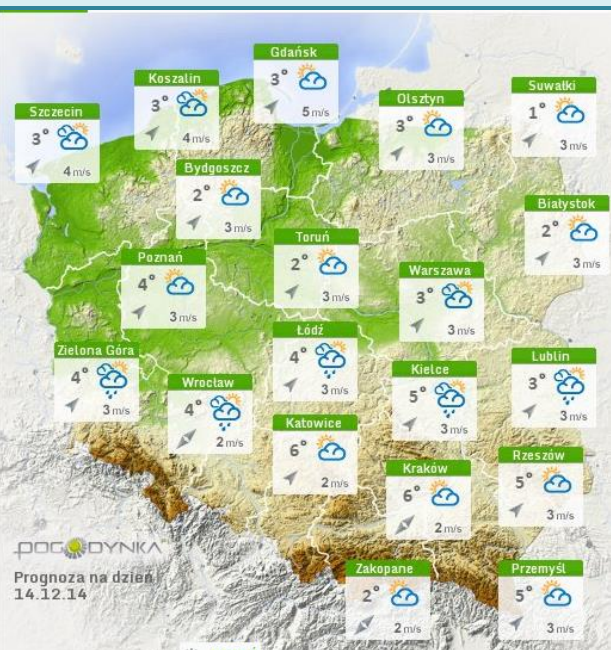 Gdańsk
3°
5 m/s
Koszalin
3°
4 m/s
Suwałki
1°
3 m/s
Olsztyn
3°
3 m/s
Szczecin
3°
4 m/s
Bydgoszcz
2°
3 m/s
Białystok
2°
3 m/s
Toruń
2°
3 m/s
Poznań
4°
3 m/s
Warszawa
3°
3 m/s
Łódź
4°
3 m/s
Zielona Góra
4°
3 m/s
Lublin
3°
3 m/s
Kielce
5°
3 m/s
Wrocław
4°
2 m/s
Katowice
6°
2 m/s
Rzeszów
5°
3 m/s
Kraków
6°
2 m/s
POGODYNKA
Prognoza na dzień
14.12.14
Zakopane
2°
2 m/s
Przemyśl
5°
3 m/s